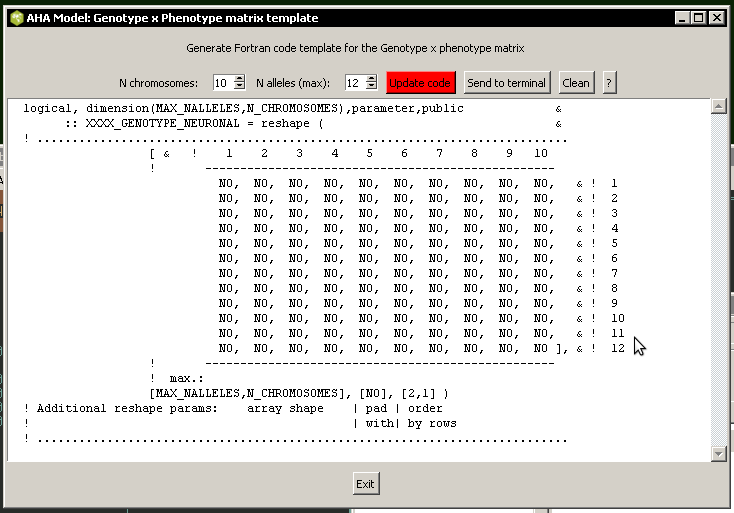 AHA Model: Genotype x Phenotype matrix template
Generate Fortran code template for the Genotype x phenotype matrix
N chromosomes: 10 N alleles (max): 12 Update code Send to terminal Clean ?
logical, dimension(MAX_NALLELES,N_CHROMOSOMES),parameter,public &
:: XXXX_GENOTYPE_NEURONAL = reshape ( &
! ............................................................................
[ & ! 1 2 3 4 5 6 7 8 9 10
! --------------------------------------------------
NO, NO, NO, NO, NO, NO, NO, NO, NO, NO, & ! 1
NO, NO, NO, NO, NO, NO, NO, NO, NO, NO, & ! 2
NO, NO, NO, NO, NO, NO, NO, NO, NO, NO, & ! 3
NO, NO, NO, NO, NO, NO, NO, NO, NO, NO, & ! 4
NO, NO, NO, NO, NO, NO, NO, NO, NO, NO, & ! 5
NO, NO, NO, NO, NO, NO, NO, NO, NO, NO, & ! 6
NO, NO, NO, NO, NO, NO, NO, NO, NO, NO, & ! 7
NO, NO, NO, NO, NO, NO, NO, NO, NO, NO, & ! 8
NO, NO, NO, NO, NO, NO, NO, NO, NO, NO, & ! 9
NO, NO, NO, NO, NO, NO, NO, NO, NO, NO, & ! 10
NO, NO, NO, NO, NO, NO, NO, NO, NO, NO, & ! 11
NO, NO, NO, NO, NO, NO, NO, NO, NO, NO ], & ! 12
! --------------------------------------------------
! max.:
[MAX_NALLELES,N_CHROMOSOMES], [NO], [2,1] )
! Additional reshape params: array shape | pad | order
! | with| by rows
! ............................................................................
Exit